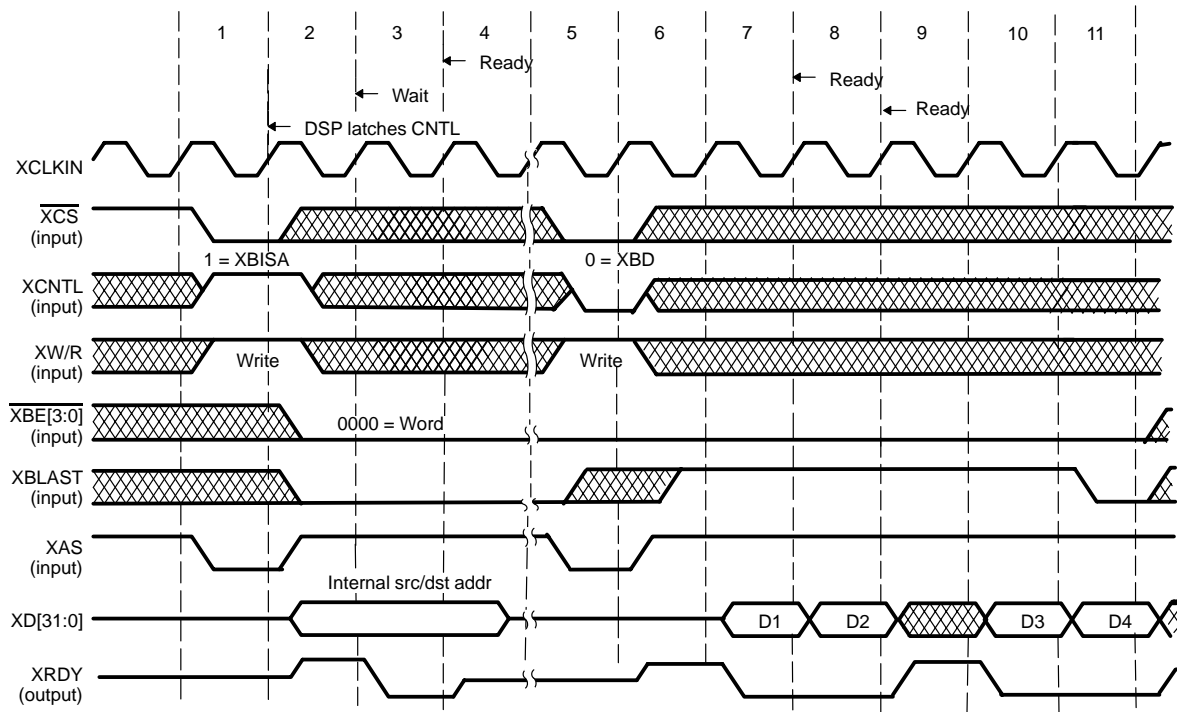 1 2 3 4 5 6 7 8 9 10 11
Ready
Ready
Wait
Ready
DSP latches CNTL
XCLKIN
XCS
(input)
1 = XBISA
0 = XBD
XCNTL
(input)
XW/R
(input)
Write
Write
XBE[3:0]
(input)
0000 = Word
XBLAST
(input)
XAS
(input)
Internal src/dst addr
XD[31:0]
D1 D2 D3 D4
XRDY
(output)